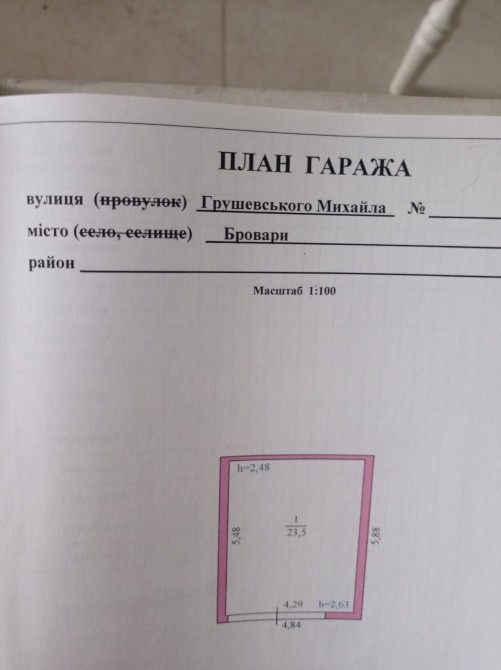 ПЛАН ГАРАЖА
вулиця (провулок) Грушевського Михайла №
місто (село, селище) Бровари
район
Масштаб 1:100
h=2,48
1
23,5
5,48
5,88
4,29 h=2,63
4,84